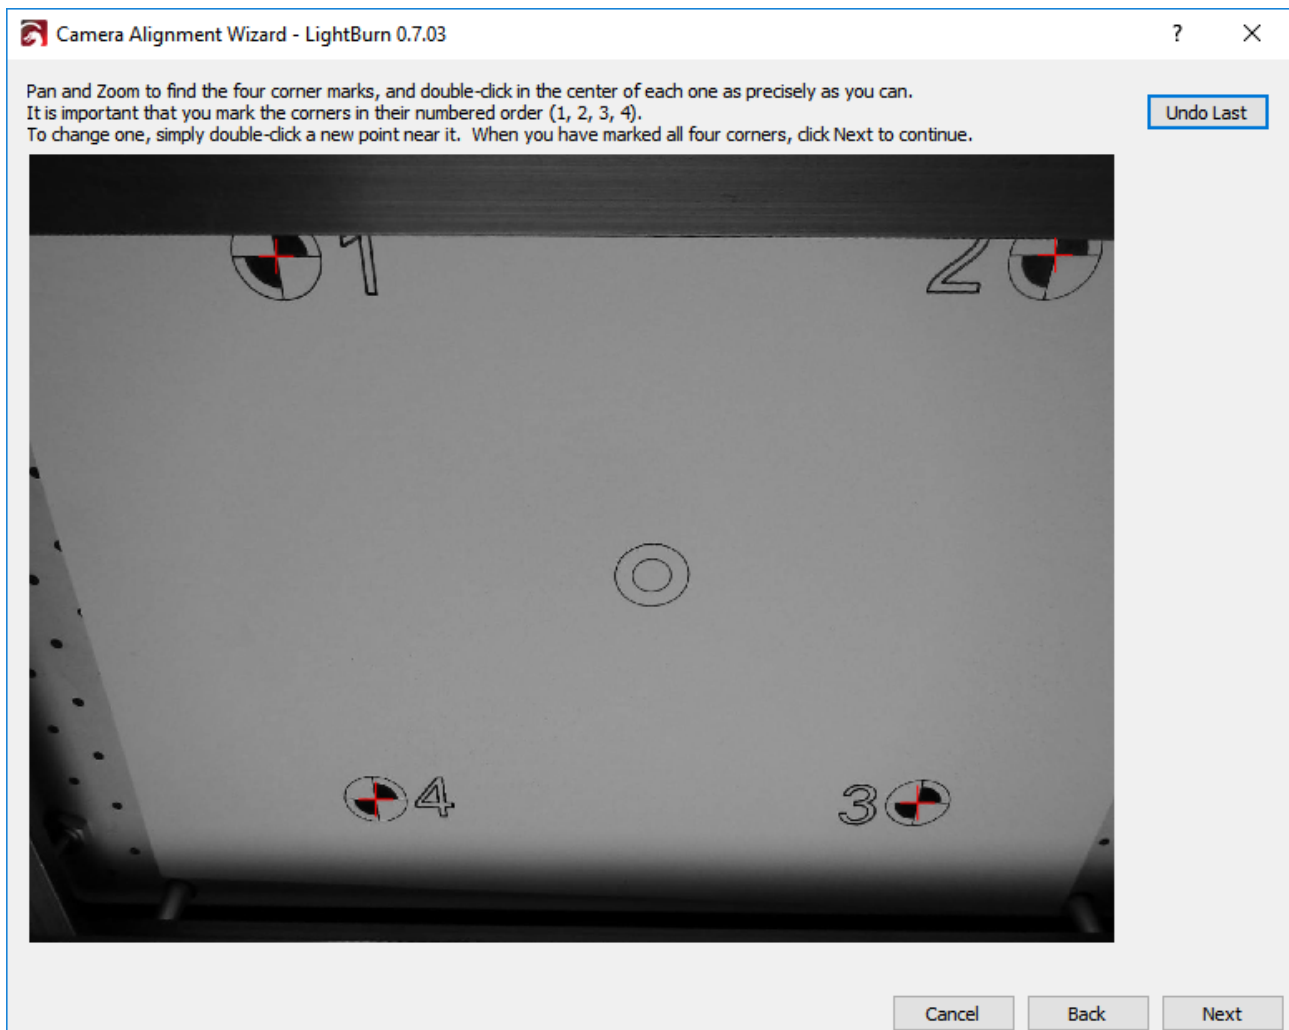 Camera Alignment Wizard - LightBurn 0.7.03
?
Pan and Zoom to find the four corner marks, and double-click in the center of each one as precisely as you can.
It is important that you mark the corners in their numbered order (1, 2, 3, 4).
To change one, simply double-click a new point near it.  When you have marked all four corners, click Next to continue.
Undo Last
1
2
4
3
Cancel
Back
Next